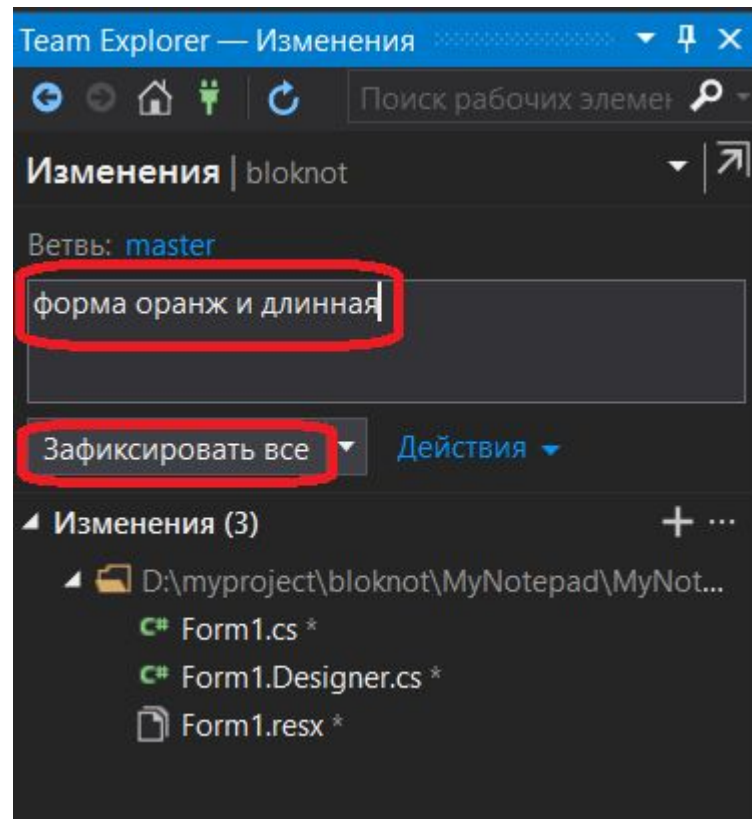 Team Explorer — Изменения
Поиск рабочих элемен
Изменения | bloknot
Ветвь: master
форма оранж и длинная
Зафиксировать все Действия
Изменения (3)
D:\myproject\bloknot\MyNotepad\MyNot...
C# Form1.cs *
C# Form1.Designer.cs *
Form1.resx *